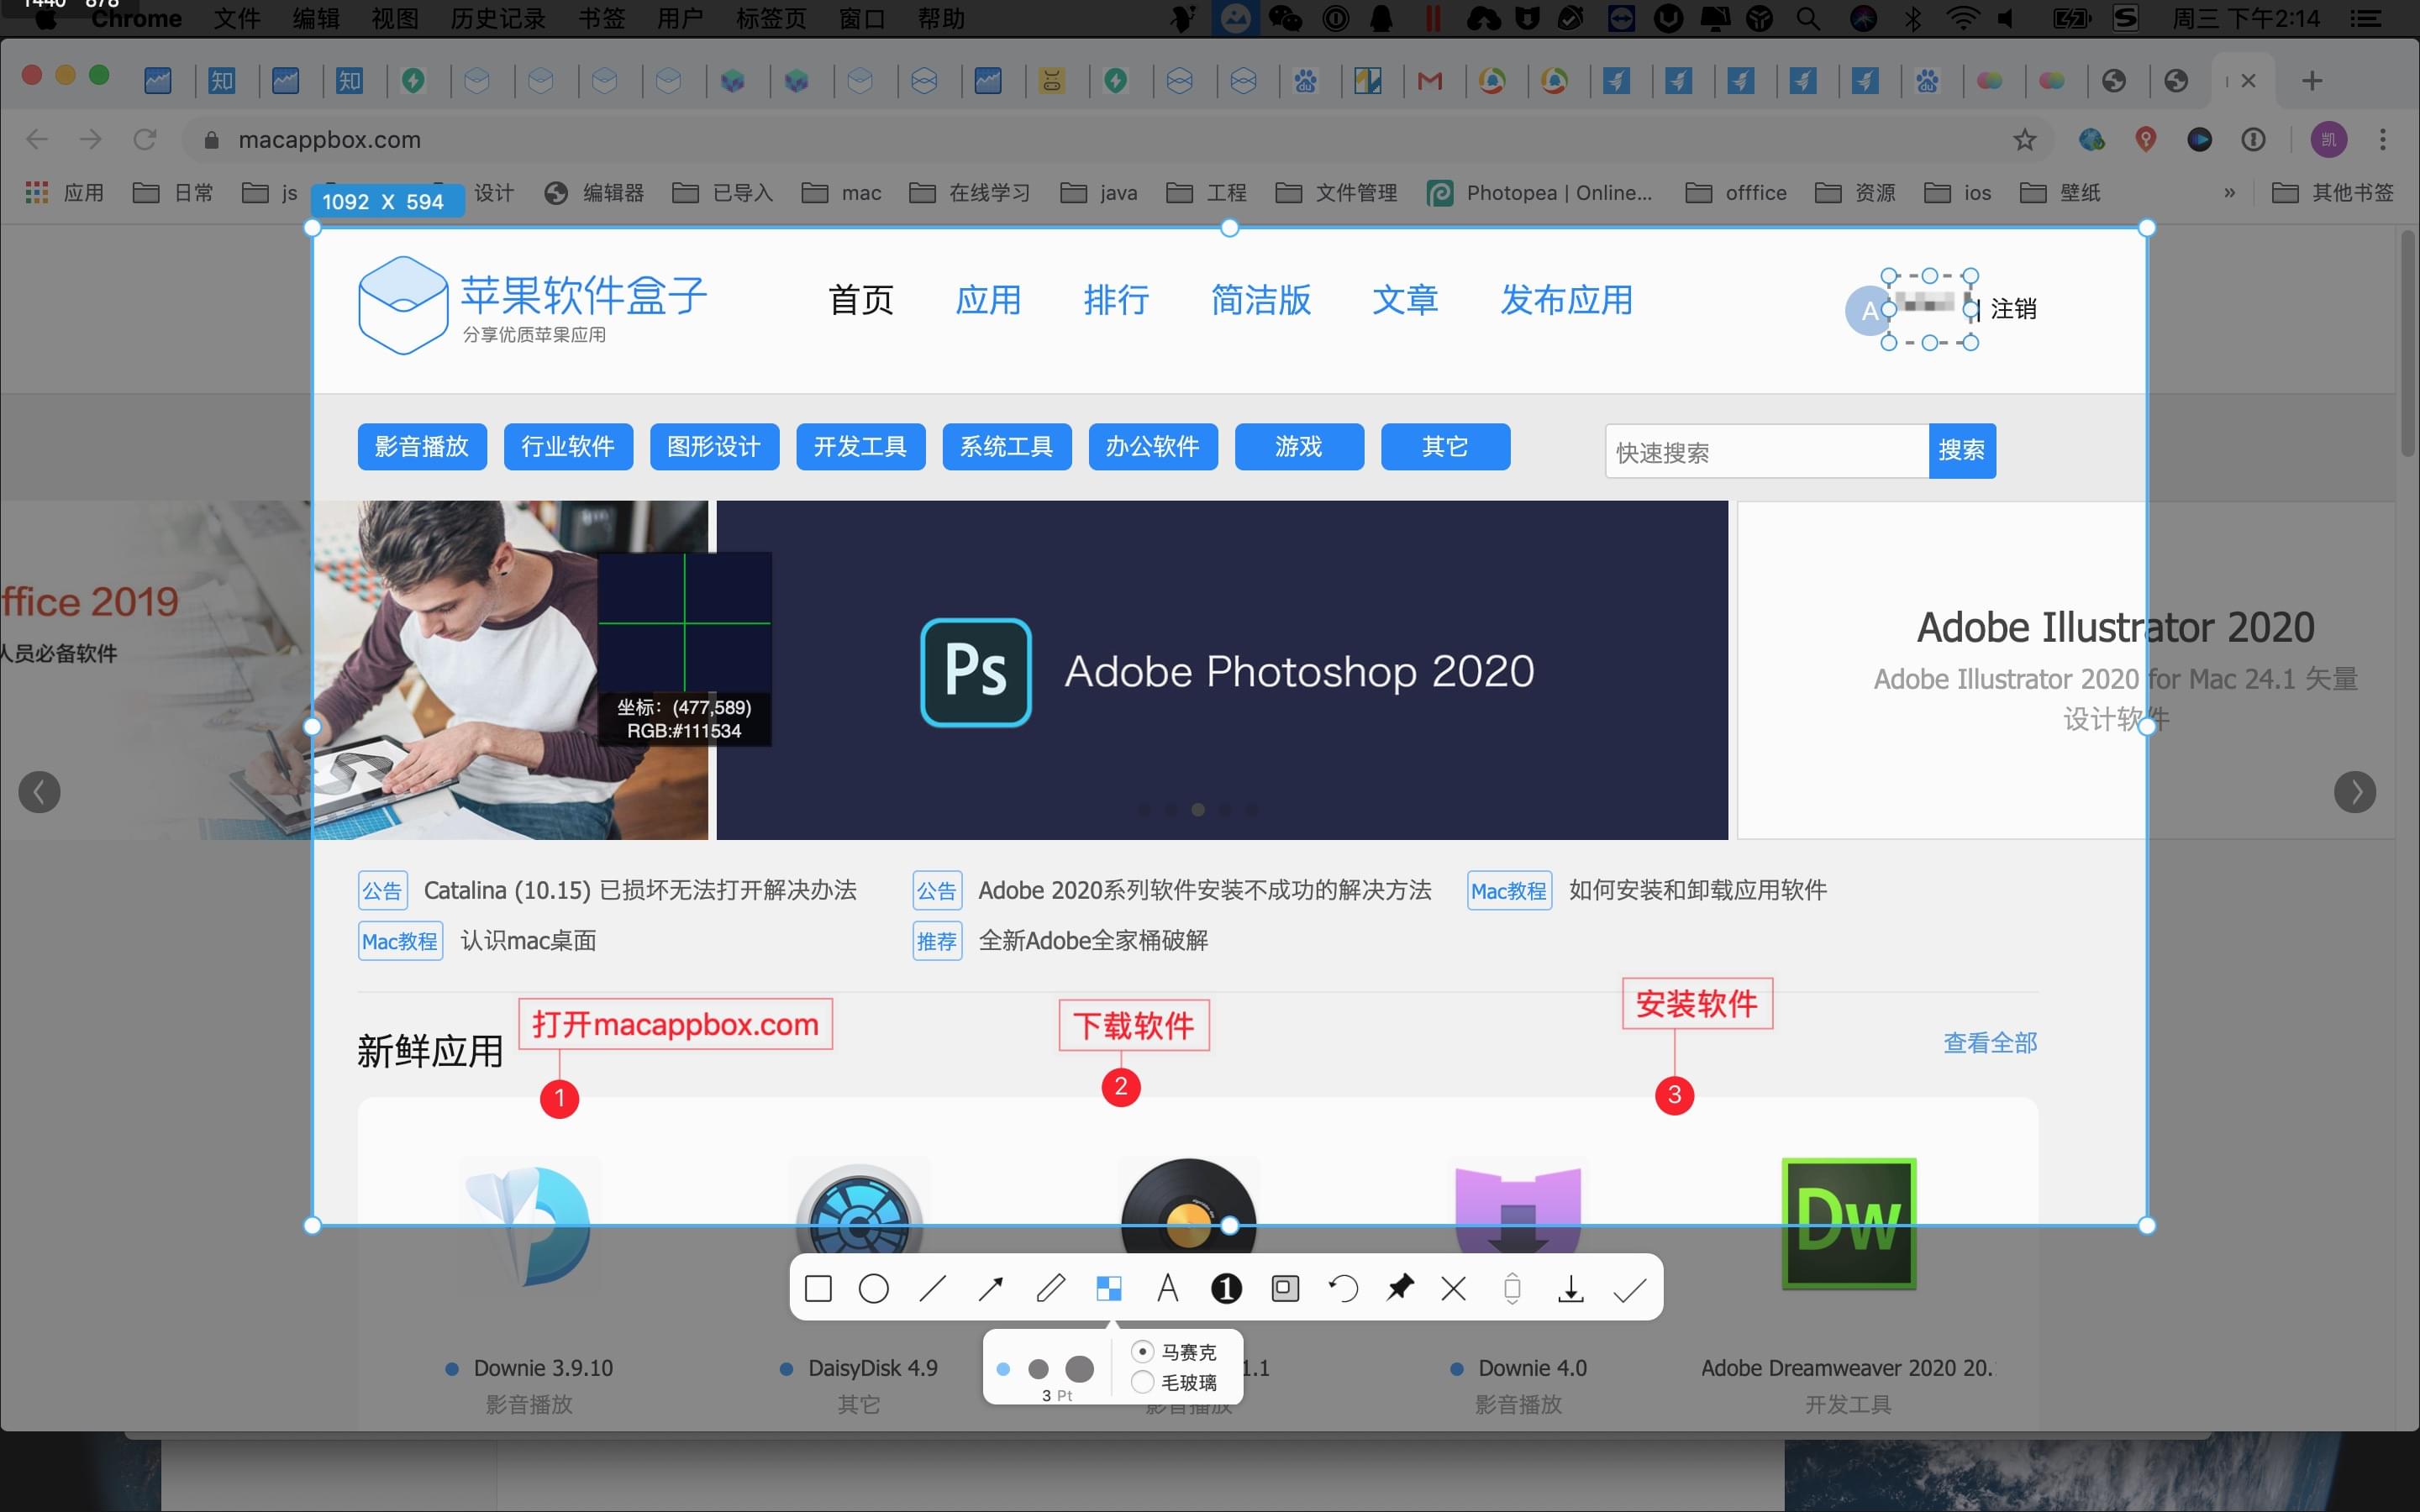 1440 878
Chrome 文件 编辑 视图 历史记录 书签 用户 标签页 窗口 帮助 周三 下午2:14
macappbox.com 凯
应用 日常 js 设计 编辑器 已导入 mac 在线学习 java 工程 文件管理 Photopea | Online... offfice 资源 ios 壁纸 » 其他书签
1092 X 594
苹果软件盒子
分享优质苹果应用
首页 应用 排行 简洁版 文章 发布应用
A | 注销
影音播放 行业软件 图形设计 开发工具 系统工具 办公软件 游戏 其它
快速搜索 搜索
ffice 2019
人员必备软件
坐标: (477,589)
RGB:#111534
Ps Adobe Photoshop 2020
Adobe Illustrator 2020
Adobe Illustrator 2020 for Mac 24.1 矢量
设计软件
公告 Catalina (10.15) 已损坏无法打开解决办法
公告 Adobe 2020系列软件安装不成功的解决方法
Mac教程 如何安装和卸载应用软件
Mac教程 认识mac桌面
推荐 全新Adobe全家桶破解
新鲜应用
打开macappbox.com
1
下载软件
2
安装软件
3
查看全部
Dw
A 1
3 Pt
马赛克
毛玻璃
Downie 3.9.10
影音播放
DaisyDisk 4.9
其它
1.1
影音播放
Downie 4.0
影音播放
Adobe Dreamweaver 2020 20.
开发工具